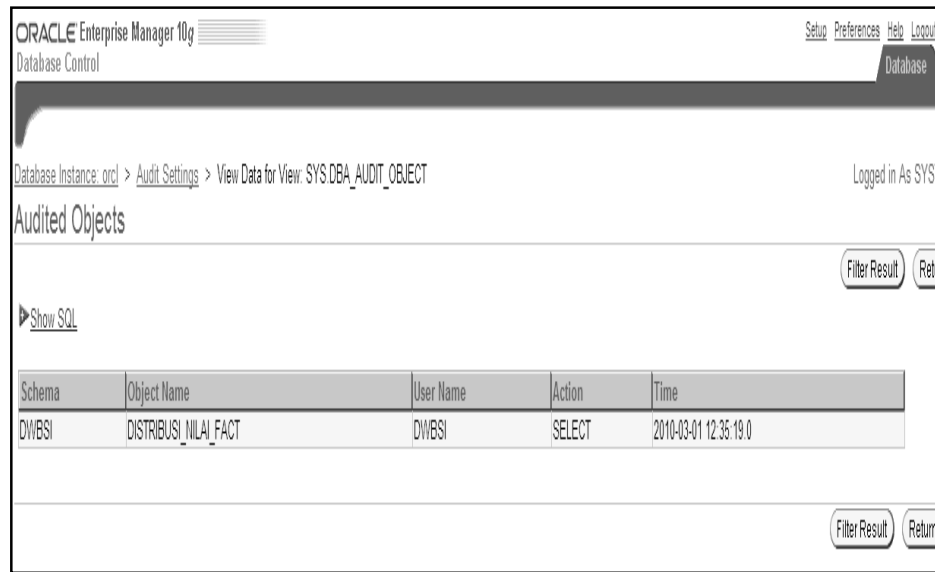 ORACLE Enterprise Manager 10g
Database Control
Setup Preferences Help Logout
Database
Database Instance: orcl > Audit Settings > View Data for View: SYS.DBA_AUDIT_OBJECT
Logged in As SYS
Audited Objects
Filter Result Ret
Show SQL
Schema Object Name User Name Action Time
DWBSI DISTRIBUSI_NILAI_FACT DWBSI SELECT 2010-03-01 12:35:19.0
Filter Result Return